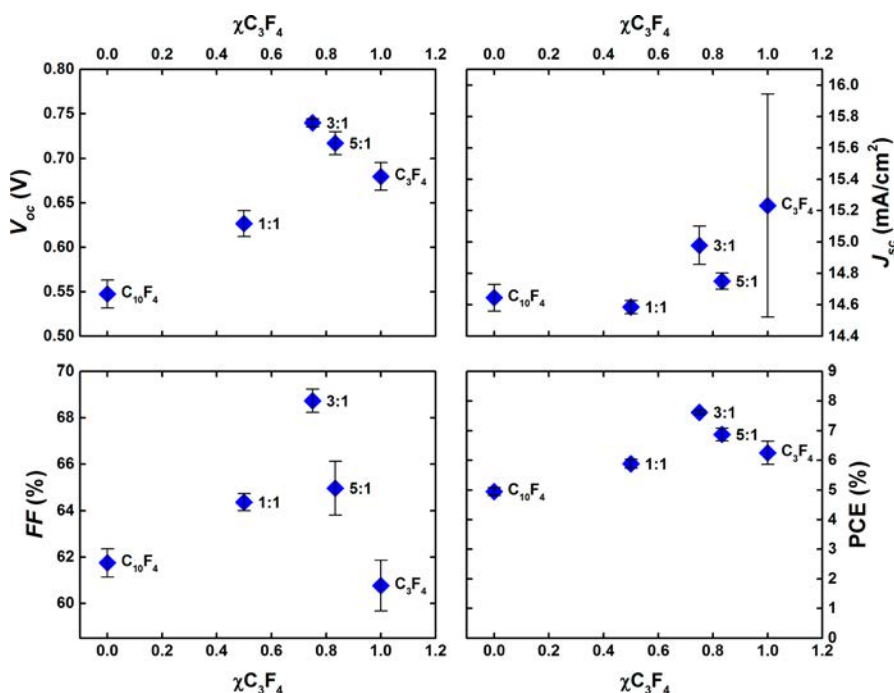 χC₃F₄ χC₃F₄
0.0 0.2 0.4 0.6 0.8 1.0 1.2 0.0 0.2 0.4 0.6 0.8 1.0 1.2
0.80
0.75
0.70
0.65
0.60
0.55
0.50
Voc (V)
3:1
5:1
C₃F₄
1:1
C₁₀F₄
16.0
15.8
15.6
15.4
15.2
15.0
14.8
14.6
14.4
Jsc (mA/cm²)
C₃F₄
3:1
5:1
1:1
C₁₀F₄
70
68
66
64
62
60
FF (%)
3:1
5:1
1:1
C₁₀F₄
C₃F₄
9
8
7
6
5
4
3
2
1
0
PCE (%)
3:1
5:1
1:1
C₃F₄
C₁₀F₄
0.0 0.2 0.4 0.6 0.8 1.0 1.2 0.0 0.2 0.4 0.6 0.8 1.0 1.2
χC₃F₄ χC₃F₄